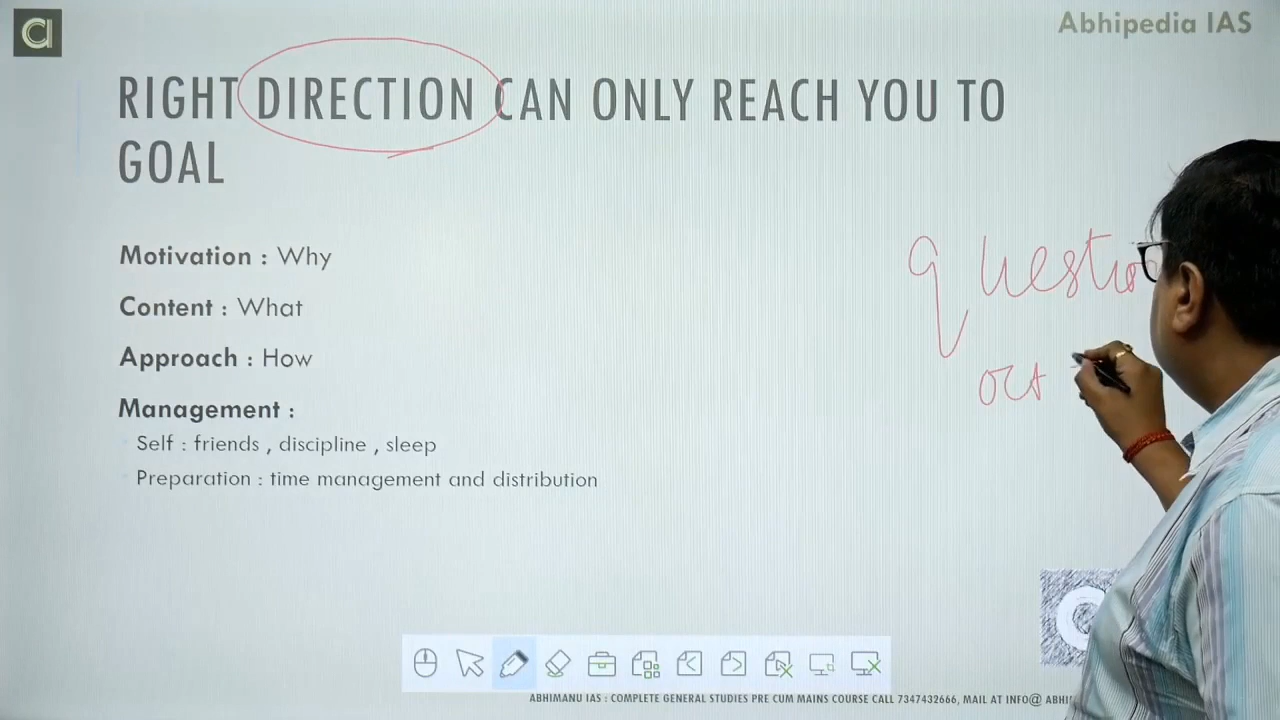 Abhipedia IAS
RIGHT DIRECTION CAN ONLY REACH YOU TO
GOAL
Motivation : Why
Content : What
Approach : How
Management :
Self : friends , discipline , sleep
Preparation : time management and distribution
ABHIMANU IAS : COMPLETE GENERAL STUDIES PRE CUM MAINS COURSE CALL 7347432666, MAIL AT INFO@